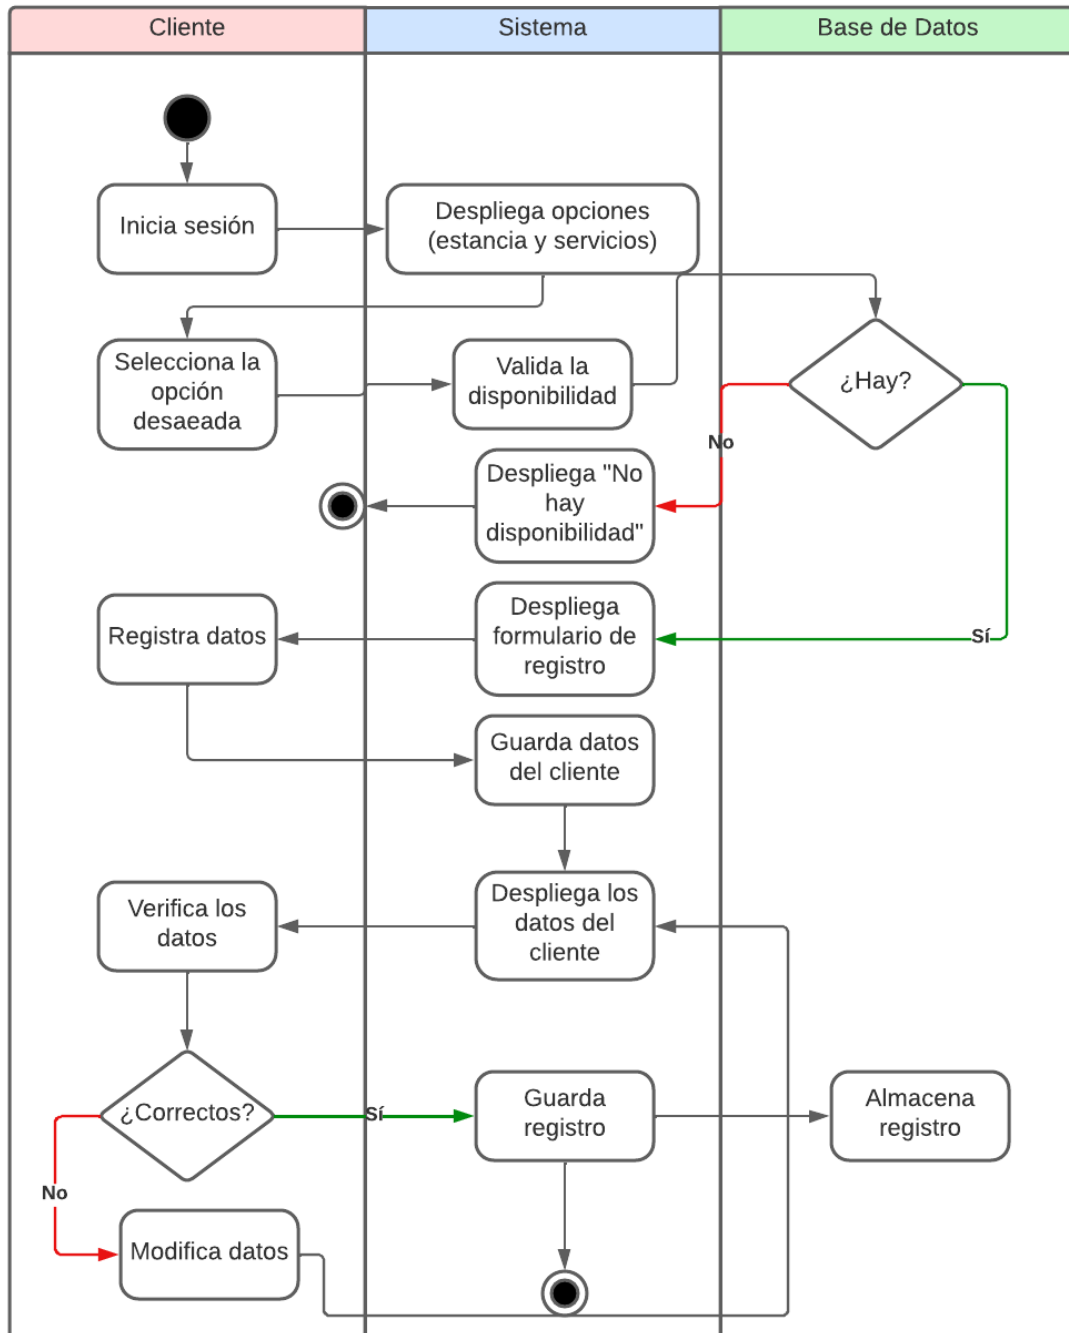 Cliente
Sistema
Base de Datos
Inicia sesión
Despliega opciones
(estancia y servicios)
Selecciona la
opción
desaeada
Valida la
disponibilidad
¿Hay?
No
Despliega "No
hay
disponibilidad"
Sí
Despliega
formulario de
registro
Registra datos
Guarda datos
del cliente
Despliega los
datos del
cliente
Verifica los
datos
¿Correctos?
Sí
Guarda
registro
Almacena
registro
No
Modifica datos